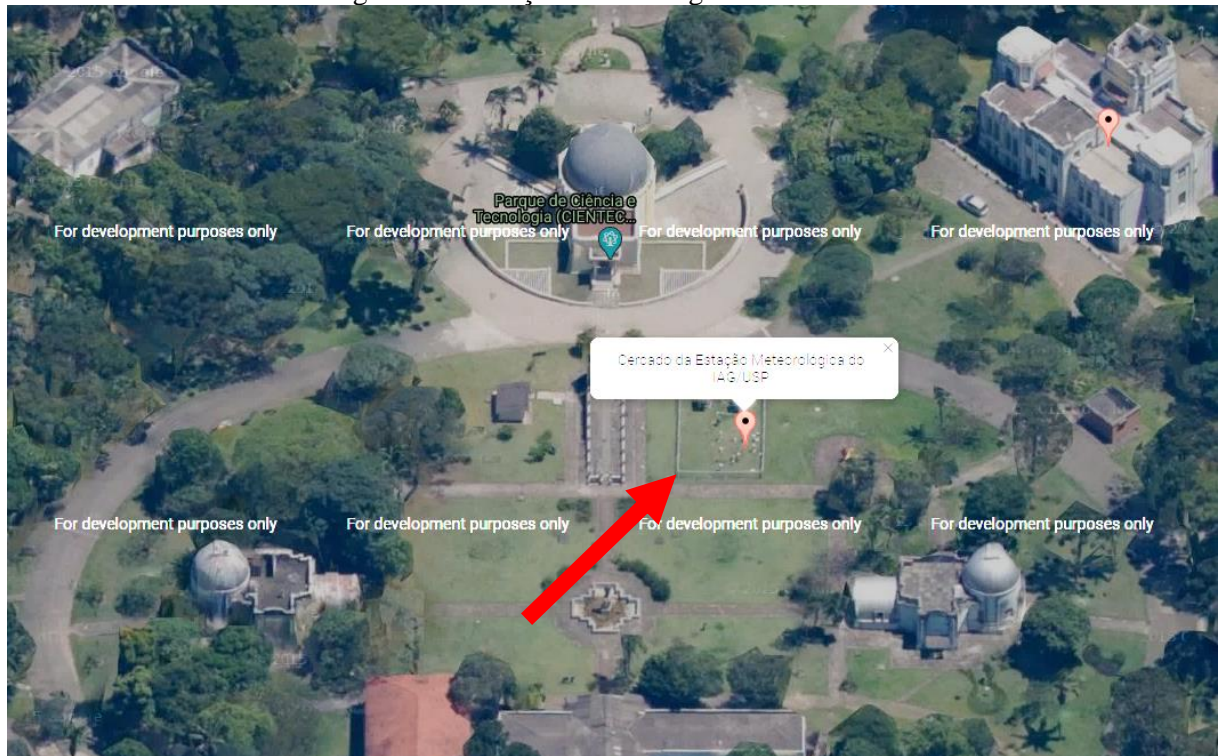 Parque de Ciência e
Tecnologia (CIENTEC...
For development purposes only
For development purposes only
For development purposes only
For development purposes only
Cercado da Estação Meteorológica do
IAG/USP
For development purposes only
For development purposes only
For development purposes only
For development purposes only